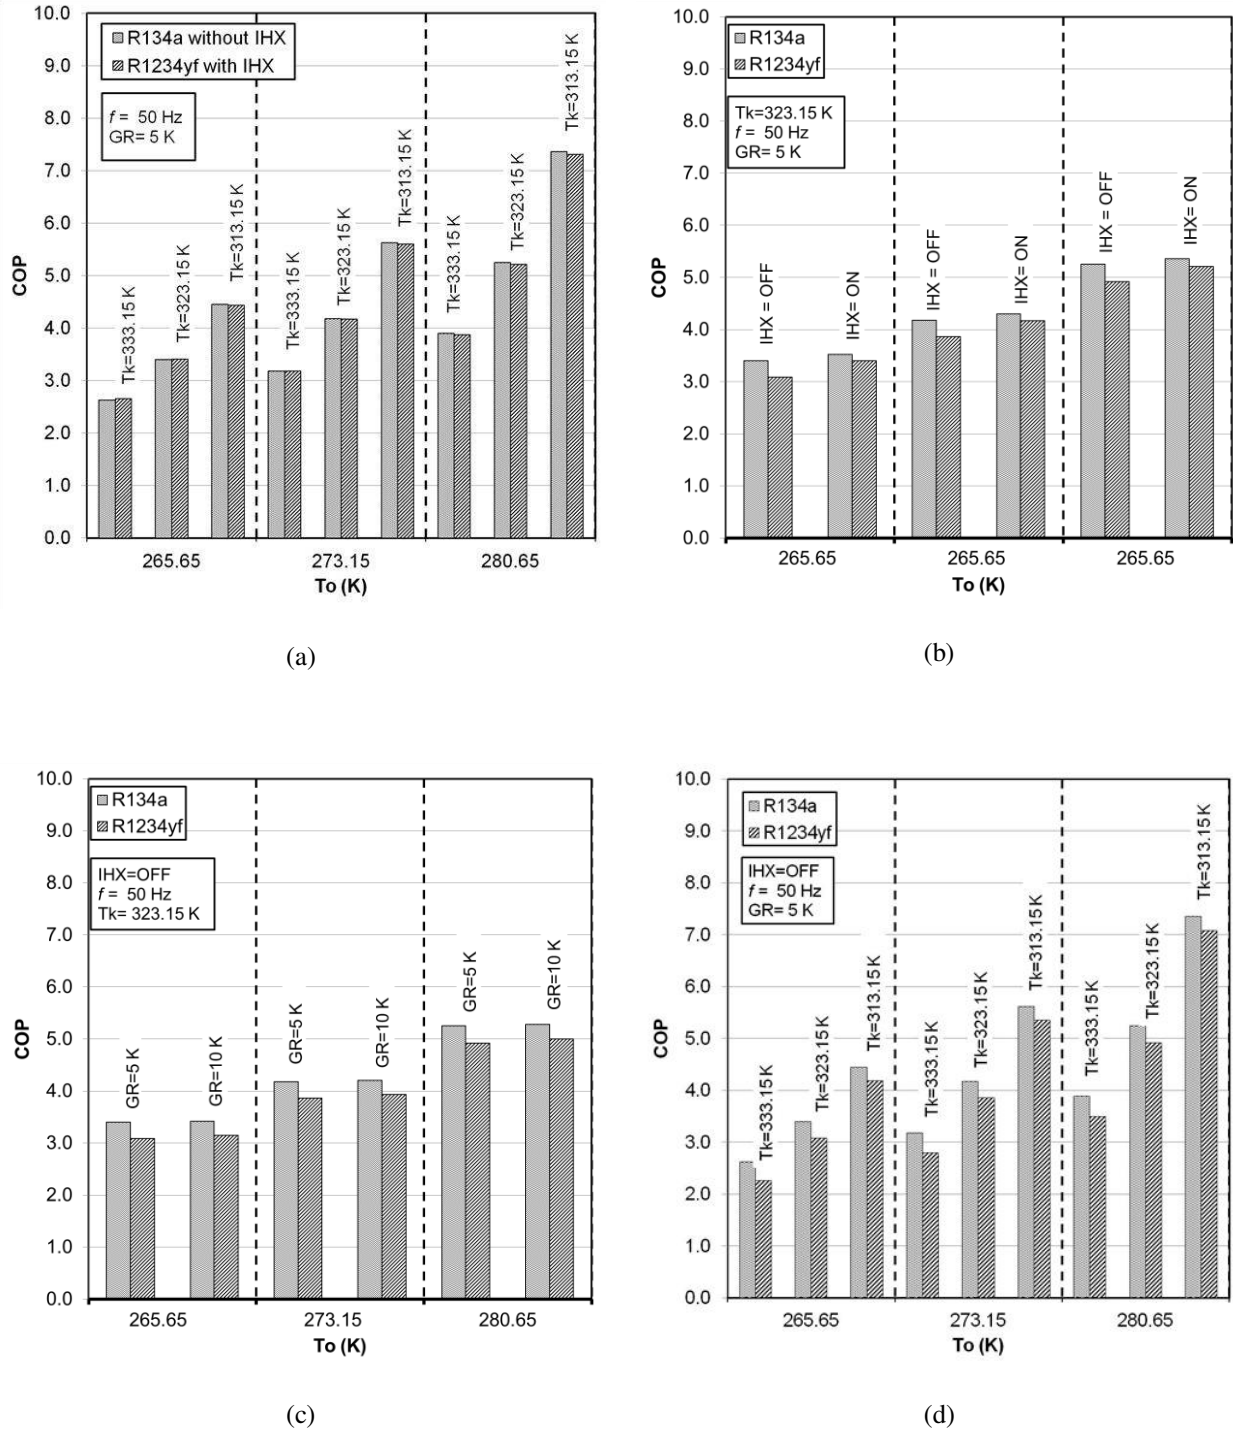 10.0
9.0
8.0
7.0
6.0
5.0
4.0
3.0
2.0
1.0
0.0
COP
R134a without IHX
R1234yf with IHX
f = 50 Hz
GR= 5 K
Tk=333.15 K
Tk=323.15 K
Tk=313.15 K
Tk=333.15 K
Tk=323.15 K
Tk=313.15 K
Tk=333.15 K
Tk=323.15 K
Tk=313.15 K
265.65 273.15 280.65
To (K)
(a)
10.0
9.0
8.0
7.0
6.0
5.0
4.0
3.0
2.0
1.0
0.0
COP
R134a
R1234yf
Tk=323.15 K
f = 50 Hz
GR= 5 K
IHX = OFF
IHX= ON
IHX = OFF
IHX= ON
IHX = OFF
IHX= ON
265.65 265.65 265.65
To (K)
(b)
10.0
9.0
8.0
7.0
6.0
5.0
4.0
3.0
2.0
1.0
0.0
COP
R134a
R1234yf
IHX=OFF
f = 50 Hz
Tk= 323.15 K
GR=5 K
GR=10 K
GR=5 K
GR=10 K
GR=5 K
GR=10 K
265.65 273.15 280.65
To (K)
(c)
10.0
9.0
8.0
7.0
6.0
5.0
4.0
3.0
2.0
1.0
0.0
COP
R134a
R1234yf
IHX=OFF
f = 50 Hz
GR= 5 K
Tk=333.15 K
Tk=323.15 K
Tk=313.15 K
Tk=333.15 K
Tk=323.15 K
Tk=313.15 K
Tk=333.15 K
Tk=323.15 K
Tk=313.15 K
265.65 273.15 280.65
To (K)
(d)